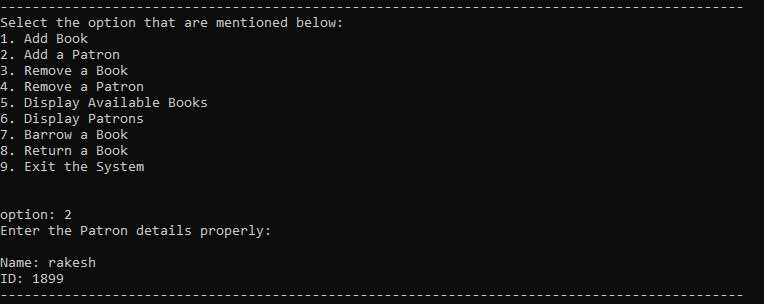 ---------------------------------------------------------------------------------------------
Select the option that are mentioned below:
1. Add Book
2. Add a Patron
3. Remove a Book
4. Remove a Patron
5. Display Available Books
6. Display Patrons
7. Barrow a Book
8. Return a Book
9. Exit the System
option: 2
Enter the Patron details properly:
Name: rakesh
ID: 1899
---------------------------------------------------------------------------------------------